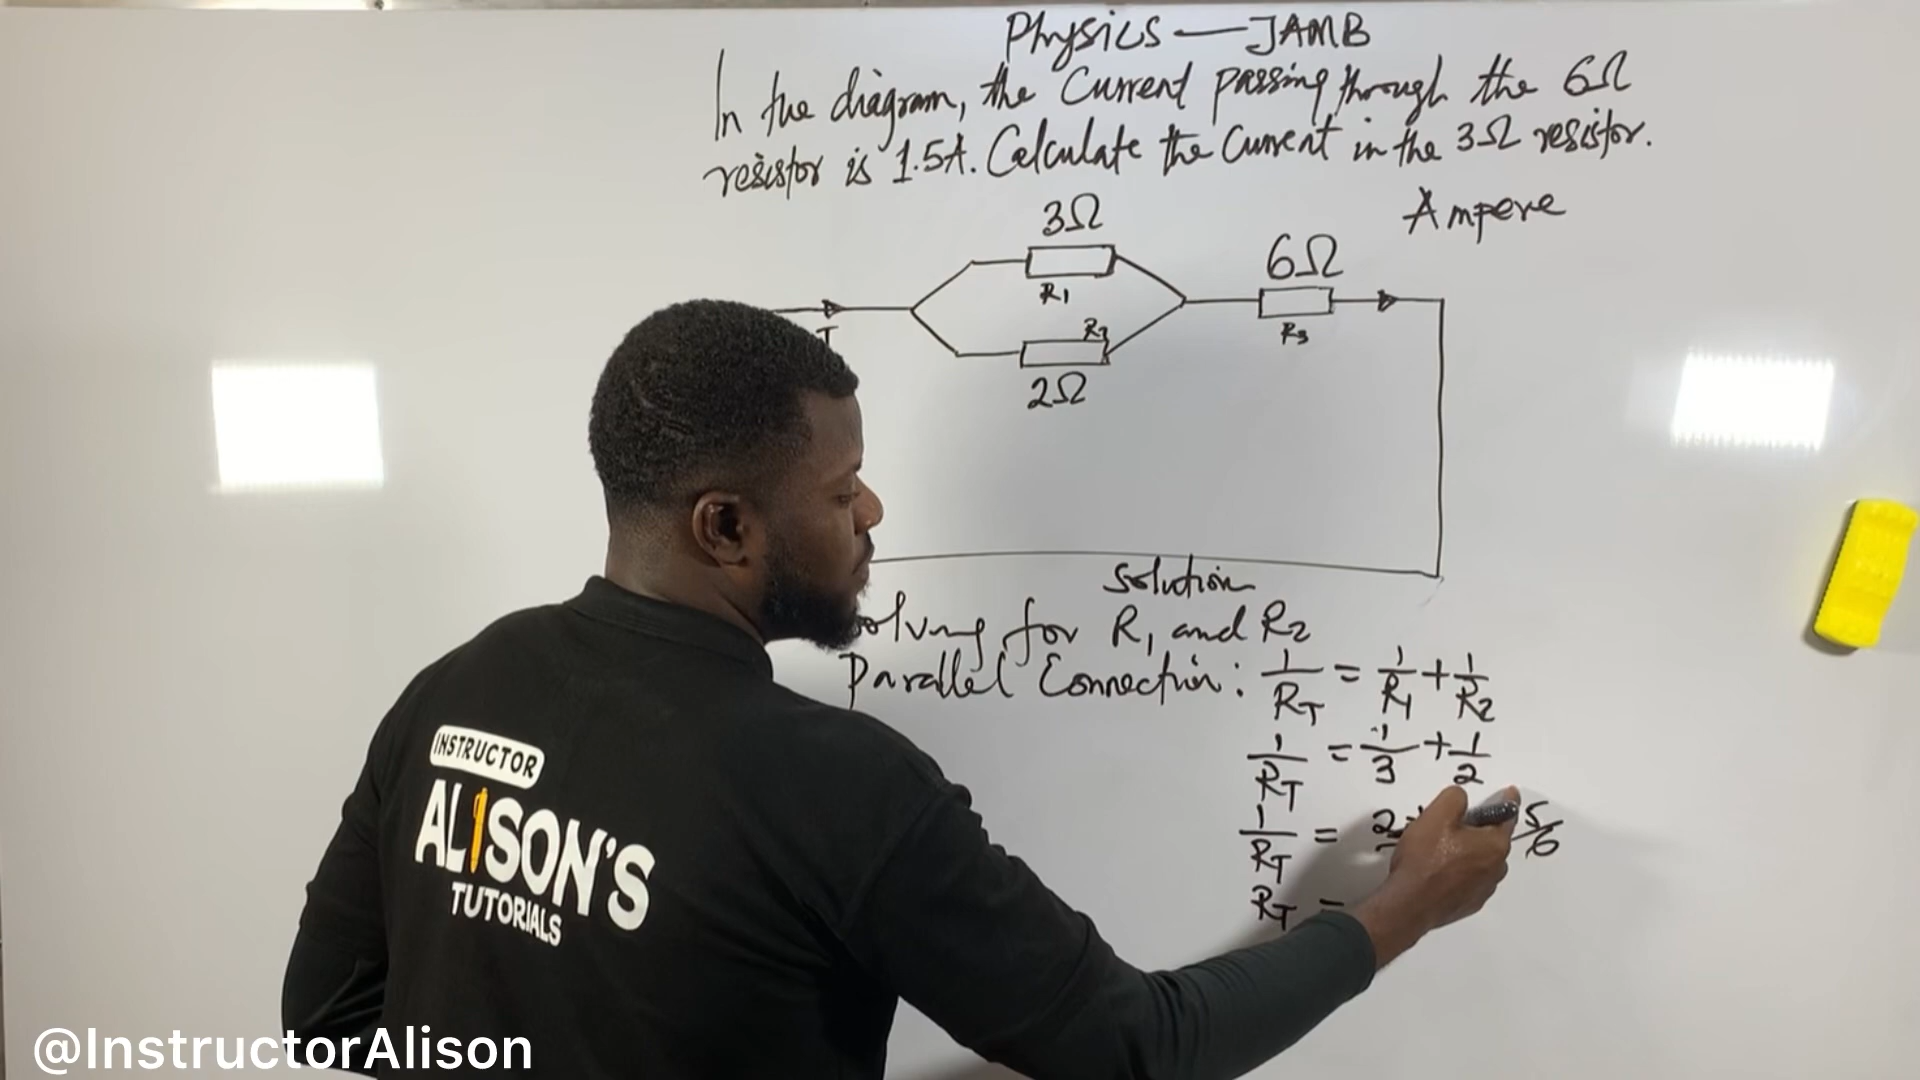 Physics — JAMB
In the diagram, the Current passing through the 6Ω
resistor is 1.5A. Calculate the Current in the 3Ω resistor.
Ampere
3Ω
R1
6Ω
R3
R2
2Ω
I
solution
olving for R1 and R2
Parallel Connection: 1/RT = 1/R1 + 1/R2
1/RT = 1/3 + 1/2
1/RT = 2+ 5/6
RT =
INSTRUCTOR
ALISON'S
TUTORIALS
@InstructorAlison